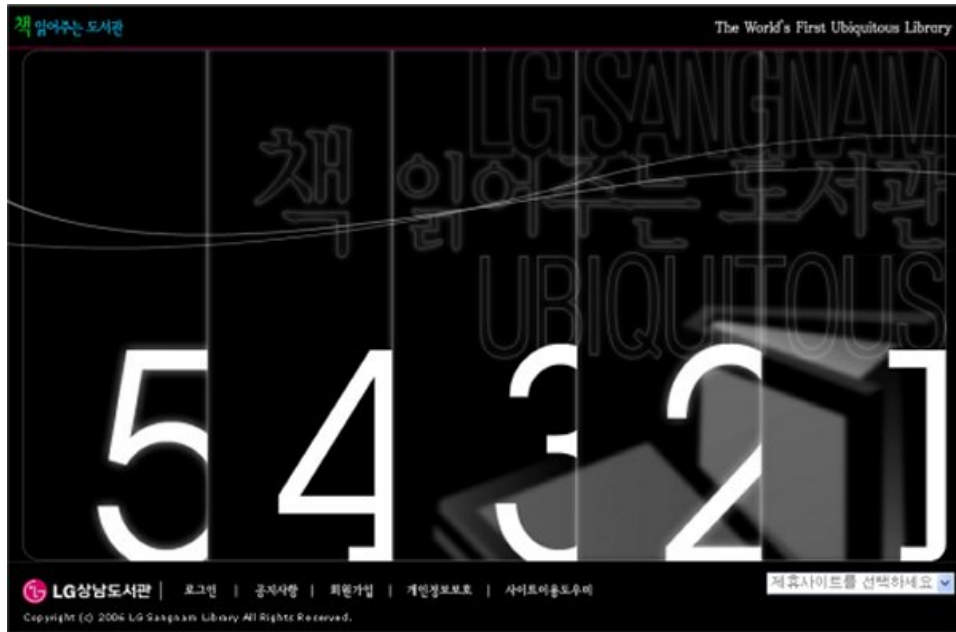 책 읽어주는 도서관
The World's First Ubiquitous Library
LG SANGNAM
책 읽어주는 도서관
UBIQUITOUS
5 4 3 2 1
LG상남도서관 | 로그인 | 공지사항 | 회원가입 | 개인정보보호 | 사이트이용도우미
제휴사이트를 선택하세요
Copyright (c) 2006 LG Sangnam Library All Rights Reserved.